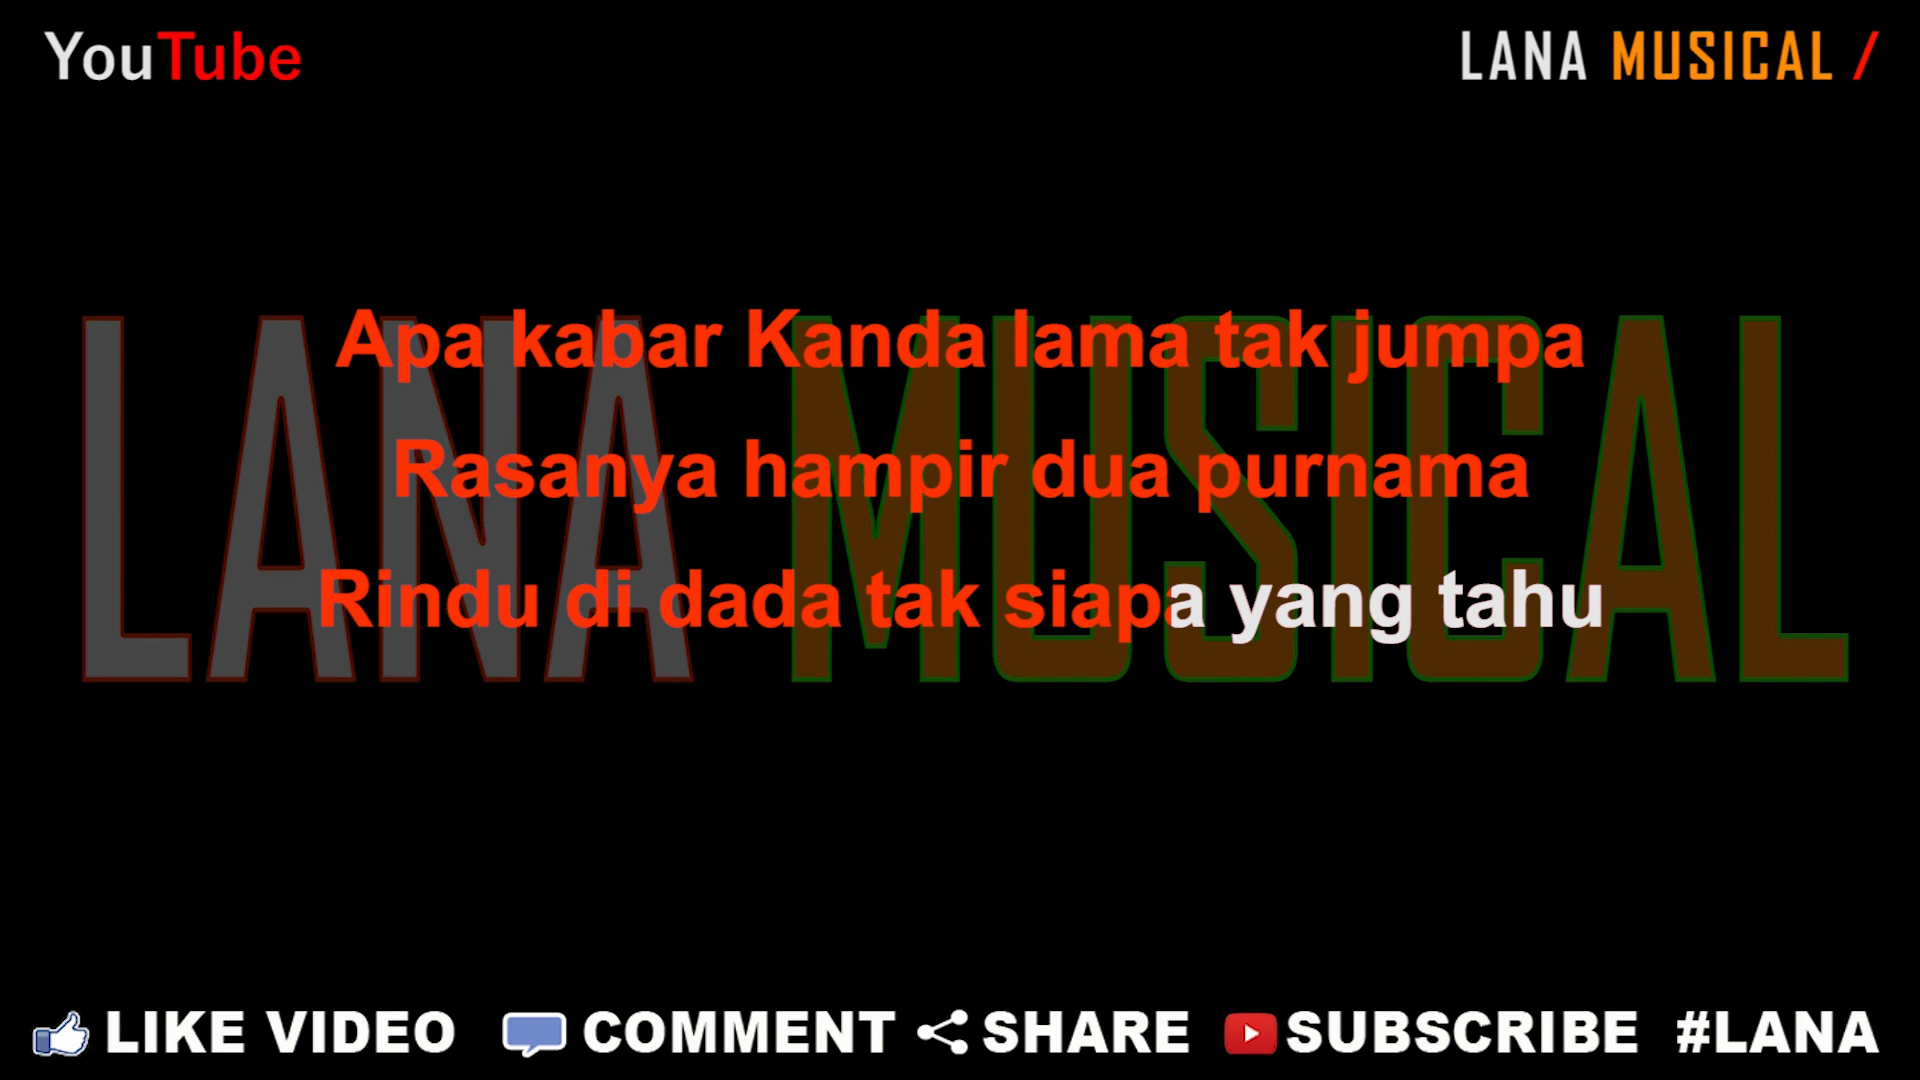 YouTube
LANA MUSICAL /
LANA MUSICAL
Apa kabar Kanda lama tak jumpa
Rasanya hampir dua purnama
Rindu di dada tak siapa yang tahu
LIKE VIDEO COMMENT SHARE SUBSCRIBE #LANA